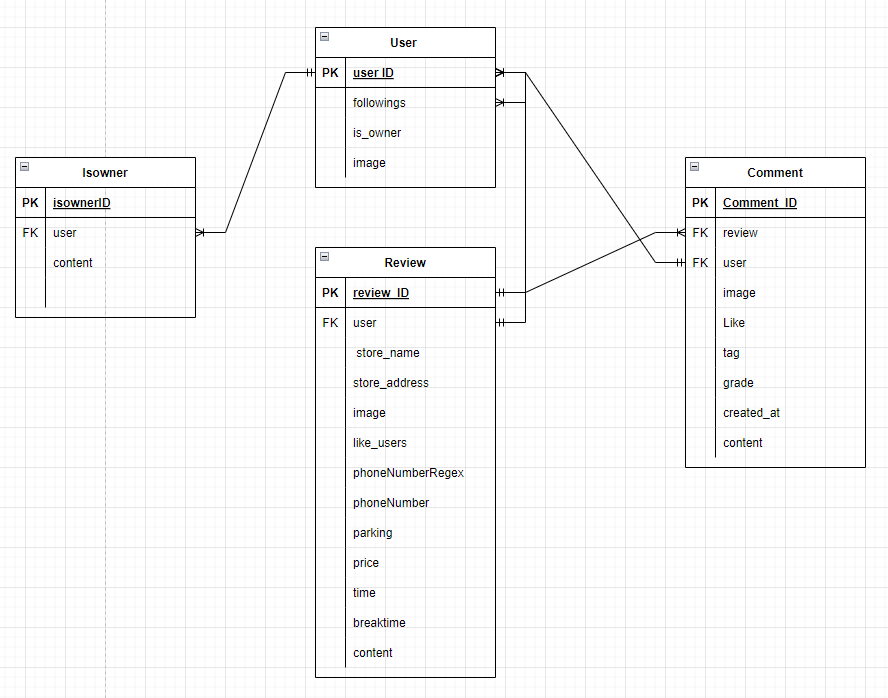 User
PK user ID
followings
is_owner
image
Isowner
PK isownerID
FK user
content
Review
PK review_ID
FK user
store_name
store_address
image
like_users
phoneNumberRegex
phoneNumber
parking
price
time
breaktime
content
Comment
PK Comment_ID
FK review
FK user
image
Like
tag
grade
created_at
content